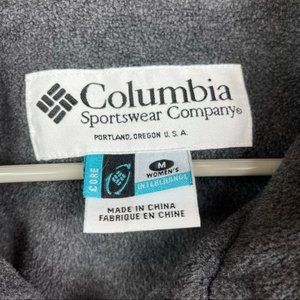 Columbia
Sportswear Company®
PORTLAND, OREGON U. S. A.
CORE
M
WOMEN'S
INTERCHANGE
MADE IN CHINA
FABRIQUE EN CHINE